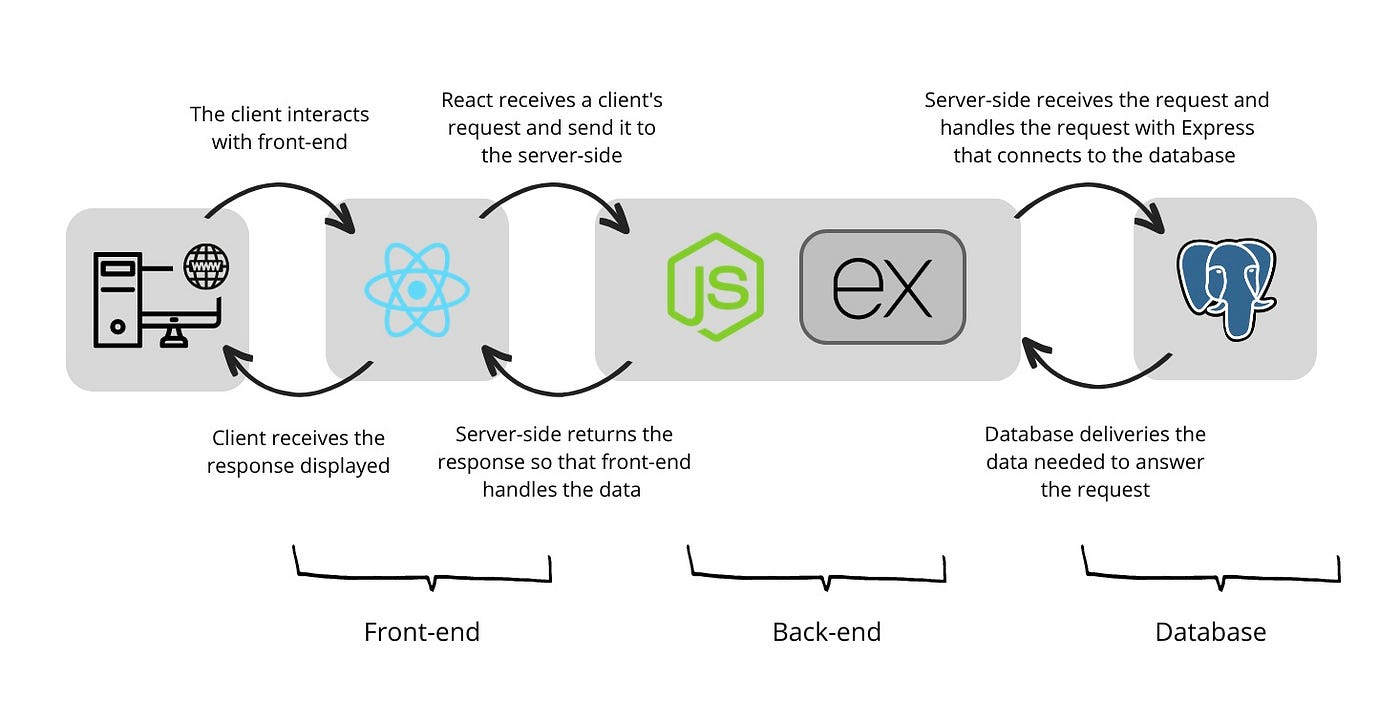 The client interacts
with front-end
React receives a client's
request and send it to
the server-side
Server-side receives the request and
handles the request with Express
that connects to the database
WWW
JS
ex
Client receives the
response displayed
Server-side returns the
response so that front-end
handles the data
Database deliveries the
data needed to answer
the request
Front-end
Back-end
Database